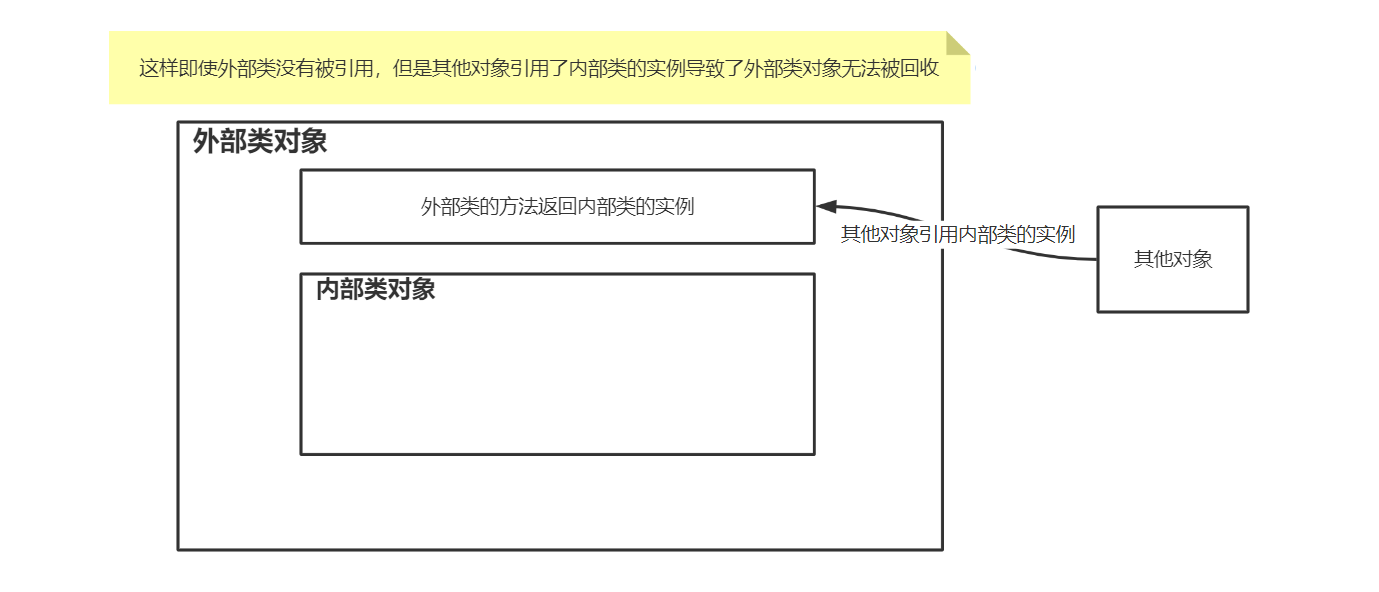 这样即使外部类没有被引用，但是其他对象引用了内部类的实例导致了外部类对象无法被回收
外部类对象
外部类的方法返回内部类的实例
其他对象引用内部类的实例
其他对象
内部类对象